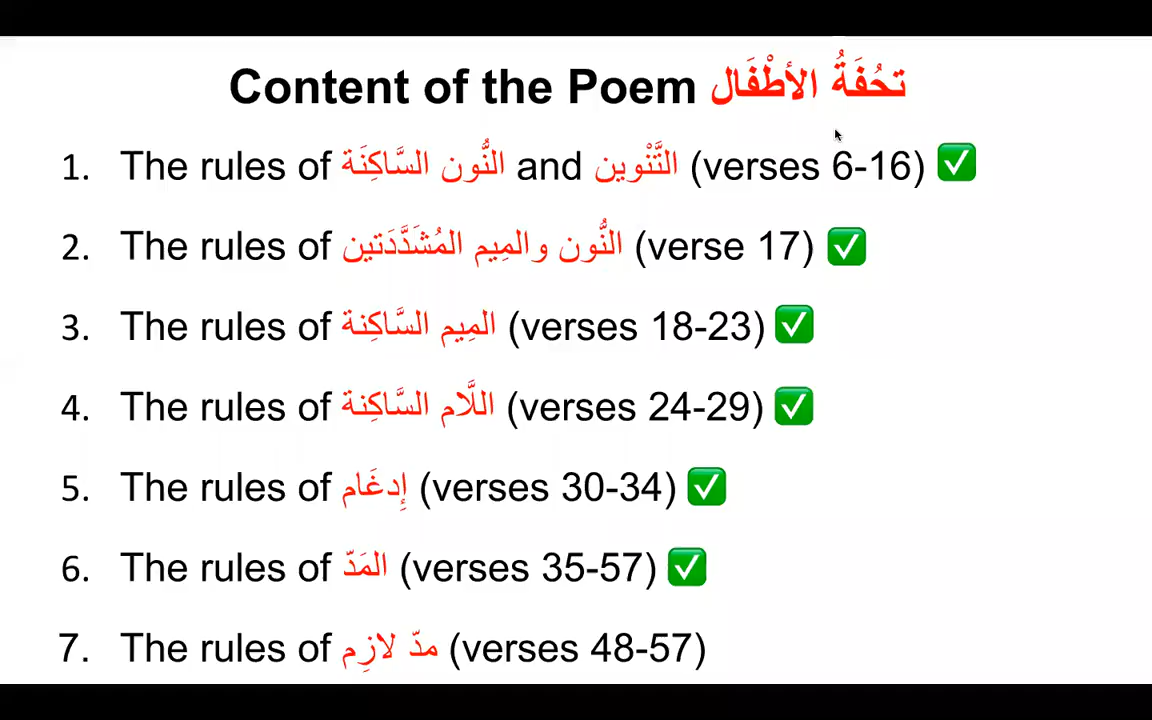 Content of the Poem تحُفَةُ الأطْفَال
1. The rules of النُّون السَّاكِنَة and التَّنْوين (verses 6-16) ✅
2. The rules of النُّون والمِيم المُشَدَّدَتين (verse 17) ✅
3. The rules of المِيم السَّاكِنة (verses 18-23) ✅
4. The rules of اللَّام السَّاكِنة (verses 24-29) ✅
5. The rules of إِدغَام (verses 30-34) ✅
6. The rules of المَدّ (verses 35-57) ✅
7. The rules of مدّ لازِم (verses 48-57)